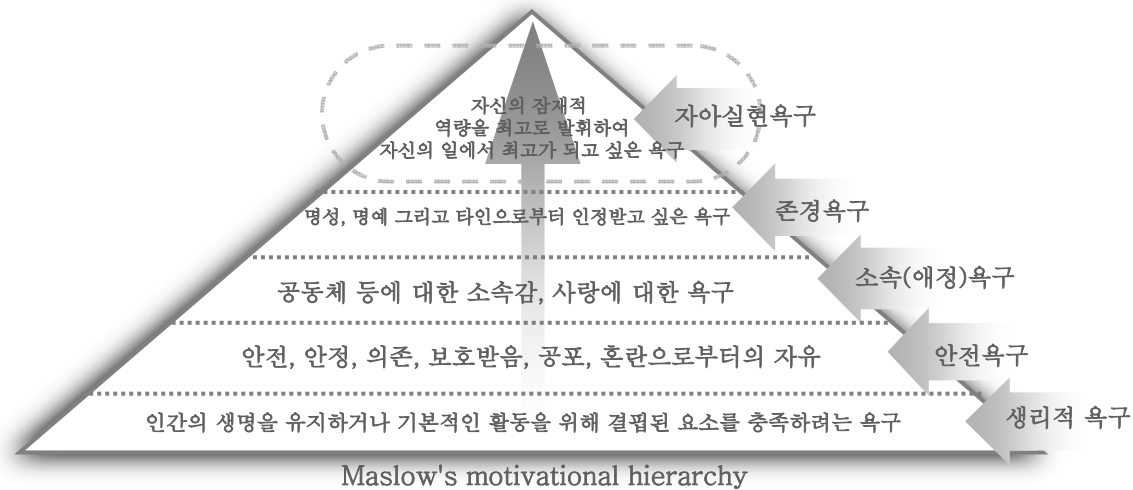 자신의 잠재적
역량을 최고로 발휘하여
자신의 일에서 최고가 되고 싶은 욕구
자아실현욕구
명성, 명예 그리고 타인으로부터 인정받고 싶은 욕구
존경욕구
공동체 등에 대한 소속감, 사랑에 대한 욕구
소속(애정)욕구
안전, 안정, 의존, 보호받음, 공포, 혼란으로부터의 자유
안전욕구
인간의 생명을 유지하거나 기본적인 활동을 위해 결핍된 요소를 충족하려는 욕구
생리적 욕구
Maslow's motivational hierarchy